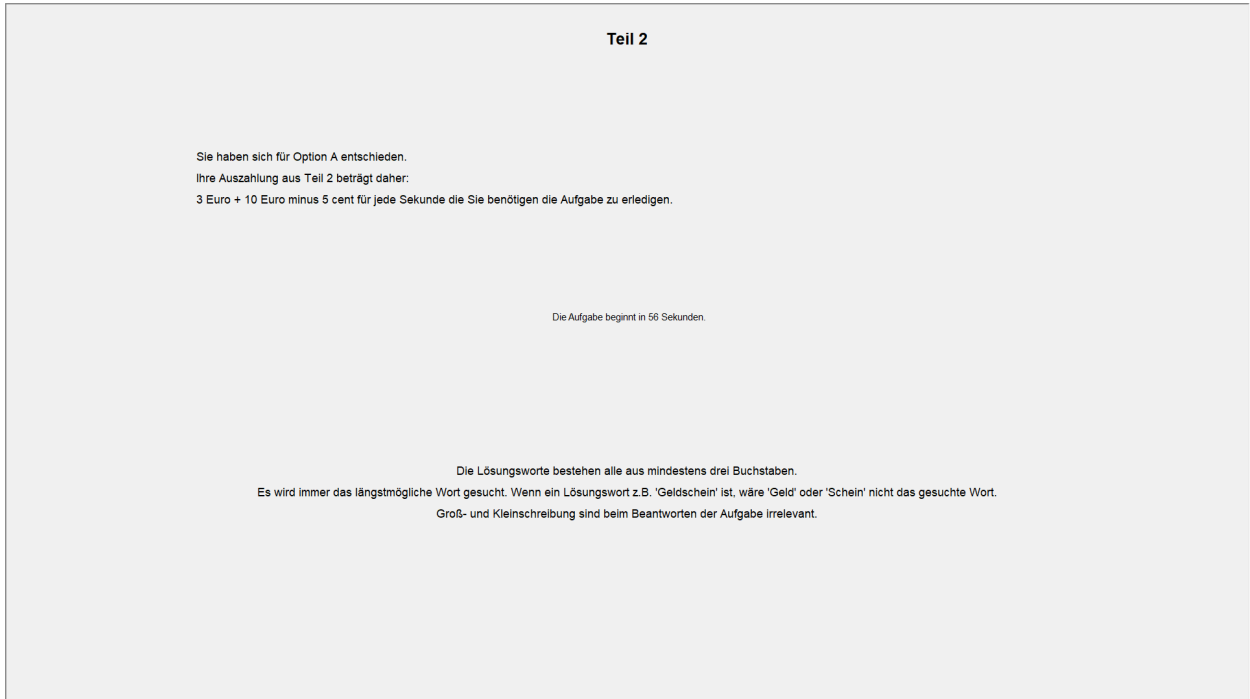 Teil 2
Sie haben sich für Option A entschieden.
Ihre Auszahlung aus Teil 2 beträgt daher:
3 Euro + 10 Euro minus 5 cent für jede Sekunde die Sie benötigen die Aufgabe zu erledigen.
Die Aufgabe beginnt in 56 Sekunden.
Die Lösungsworte bestehen alle aus mindestens drei Buchstaben.
Es wird immer das längstmögliche Wort gesucht. Wenn ein Lösungswort z.B. 'Geldschein' ist, wäre 'Geld' oder 'Schein' nicht das gesuchte Wort.
Groß- und Kleinschreibung sind beim Beantworten der Aufgabe irrelevant.